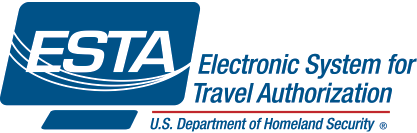 ESTA
Electronic System for
Travel Authorization
U.S. Department of Homeland Security ®